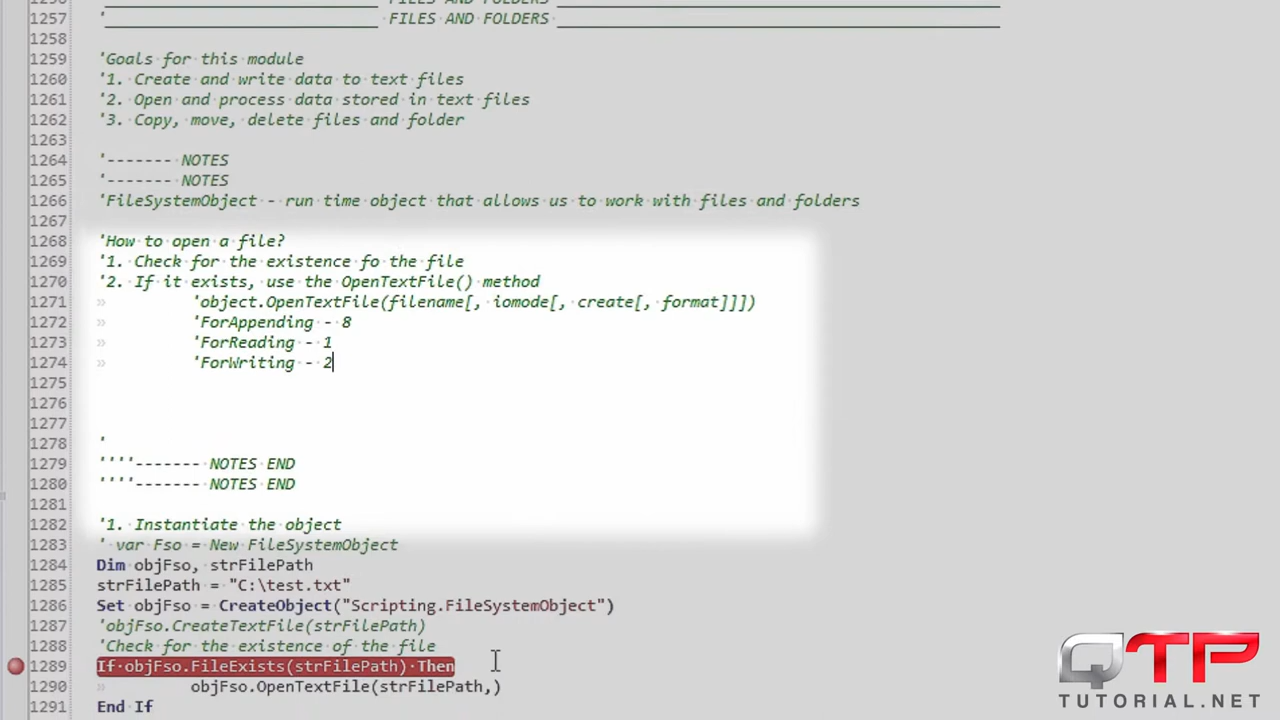 1256 '______________________________ FILES AND FOLDERS _______________________________________________
1257 '______________________________ FILES AND FOLDERS _______________________________________________
1258
1259 'Goals for this module
1260 '1. Create and write data to text files
1261 '2. Open and process data stored in text files
1262 '3. Copy, move, delete files and folder
1263
1264 '------- NOTES
1265 '------- NOTES
1266 'FileSystemObject - run time object that allows us to work with files and folders
1267
1268 'How to open a file?
1269 '1. Check for the existence fo the file
1270 '2. If it exists, use the OpenTextFile() method
1271 'object.OpenTextFile(filename[, iomode[, create[, format]]])
1272 'ForAppending - 8
1273 'ForReading - 1
1274 'ForWriting - 2
1275
1276
1277
1278 '
1279 ''''------- NOTES END
1280 ''''------- NOTES END
1281
1282 '1. Instantiate the object
1283 ' var Fso = New FileSystemObject
1284 Dim objFso, strFilePath
1285 strFilePath = "C:\test.txt"
1286 Set objFso = CreateObject("Scripting.FileSystemObject")
1287 'objFso.CreateTextFile(strFilePath)
1288 'Check for the existence of the file
1289 If objFso.FileExists(strFilePath) Then
1290 objFso.OpenTextFile(strFilePath,)
1291 End If
QTP
TUTORIAL.NET